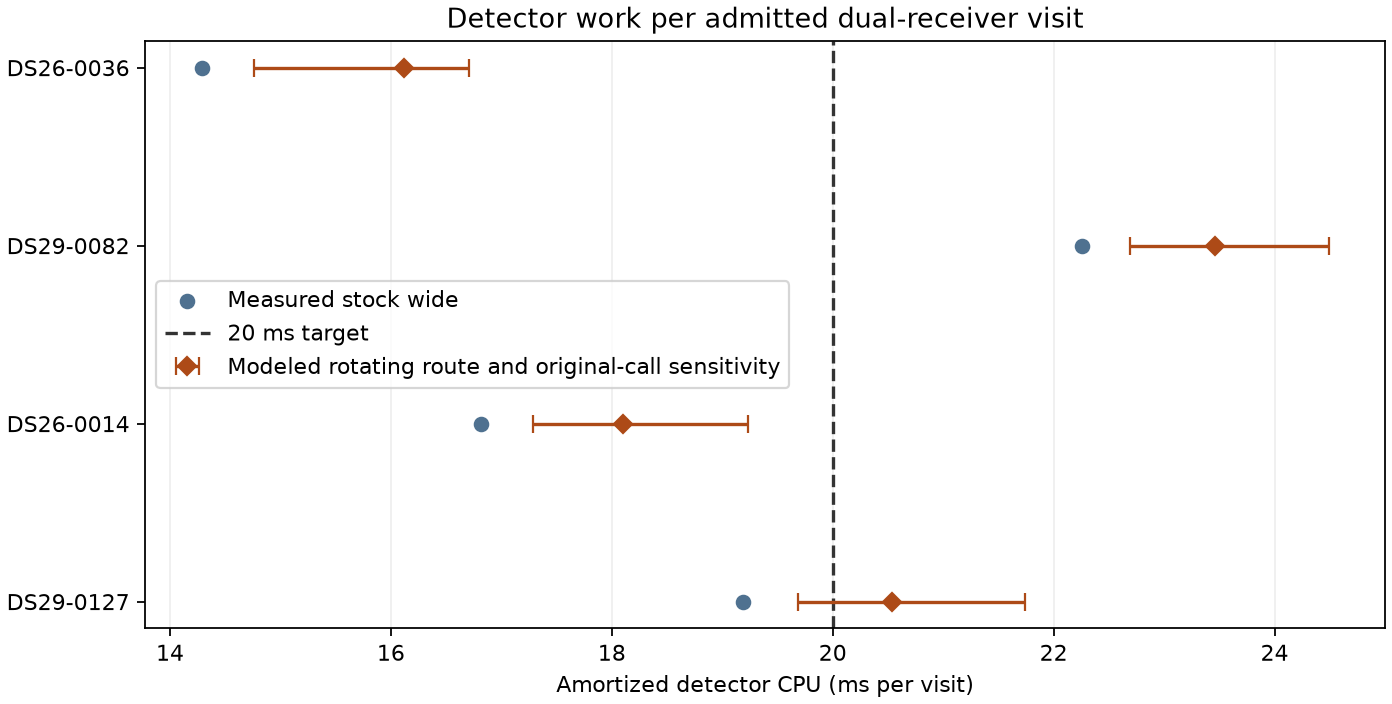 Detector work per admitted dual-receiver visit
DS26-0036
DS29-0082
Measured stock wide
20 ms target
Modeled rotating route and original-call sensitivity
DS26-0014
DS29-0127
14 16 18 20 22 24
Amortized detector CPU (ms per visit)